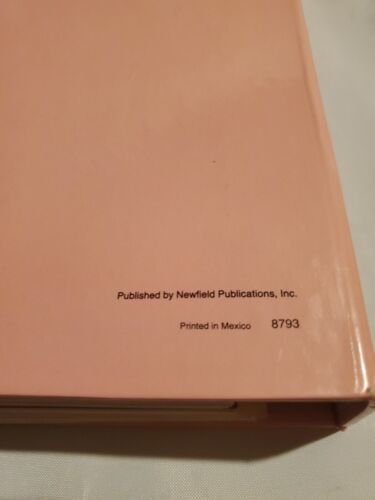 Published by Newfield Publications, Inc.
Printed in Mexico 8793